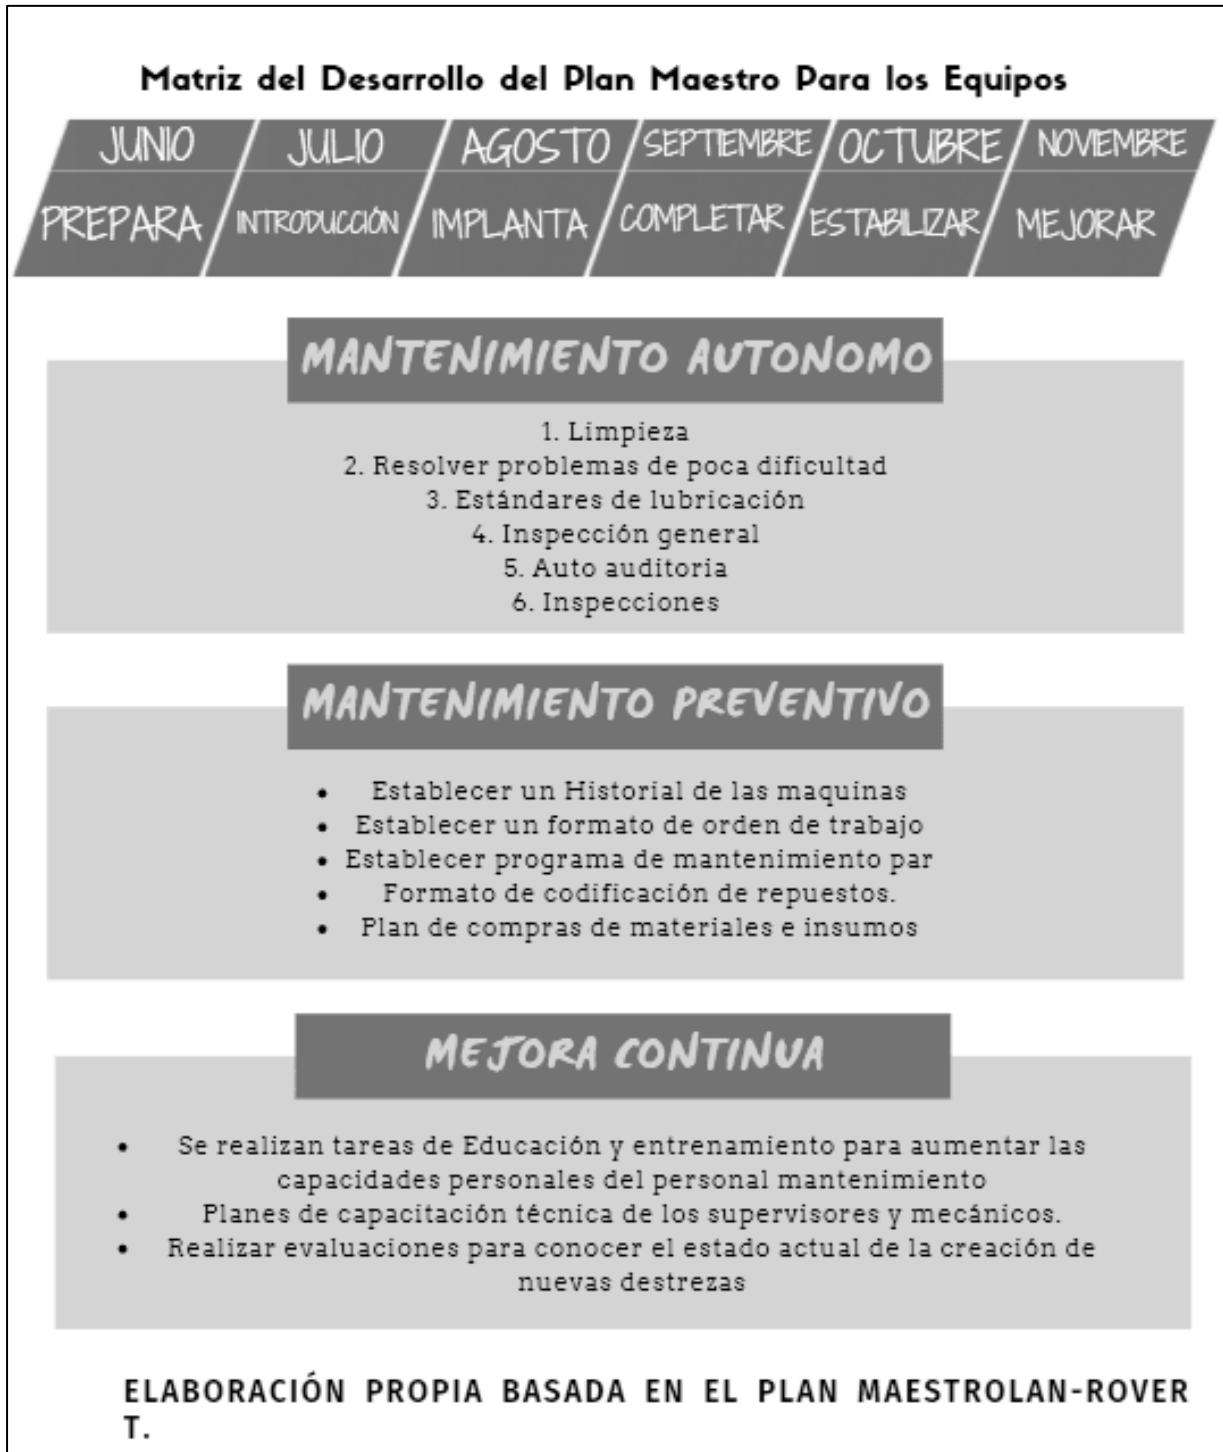 Matriz del Desarrollo del Plan Maestro Para los Equipos
JUNIO JULIO AGOSTO SEPTIEMBRE OCTUBRE NOVIEMBRE
PREPARA INTRODUCCIÓN IMPLANTA COMPLETAR ESTABILIZAR MEJORAR
MANTENIMIENTO AUTONOMO
1. Limpieza
2. Resolver problemas de poca dificultad
3. Estándares de lubricación
4. Inspección general
5. Auto auditoria
6. Inspecciones
MANTENIMIENTO PREVENTIVO
• Establecer un Historial de las maquinas
• Establecer un formato de orden de trabajo
• Establecer programa de mantenimiento par
• Formato de codificación de repuestos.
• Plan de compras de materiales e insumos
MEJORA CONTINUA
• Se realizan tareas de Educación y entrenamiento para aumentar las
capacidades personales del personal mantenimiento
• Planes de capacitación técnica de los supervisores y mecánicos.
• Realizar evaluaciones para conocer el estado actual de la creación de
nuevas destrezas
ELABORACIÓN PROPIA BASADA EN EL PLAN MAESTROLAN-ROVER
T.